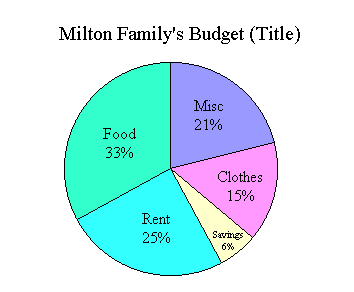 Milton Family's Budget (Title)
Misc
21%
Food
33%
Clothes
15%
Rent
25%
Savings
6%